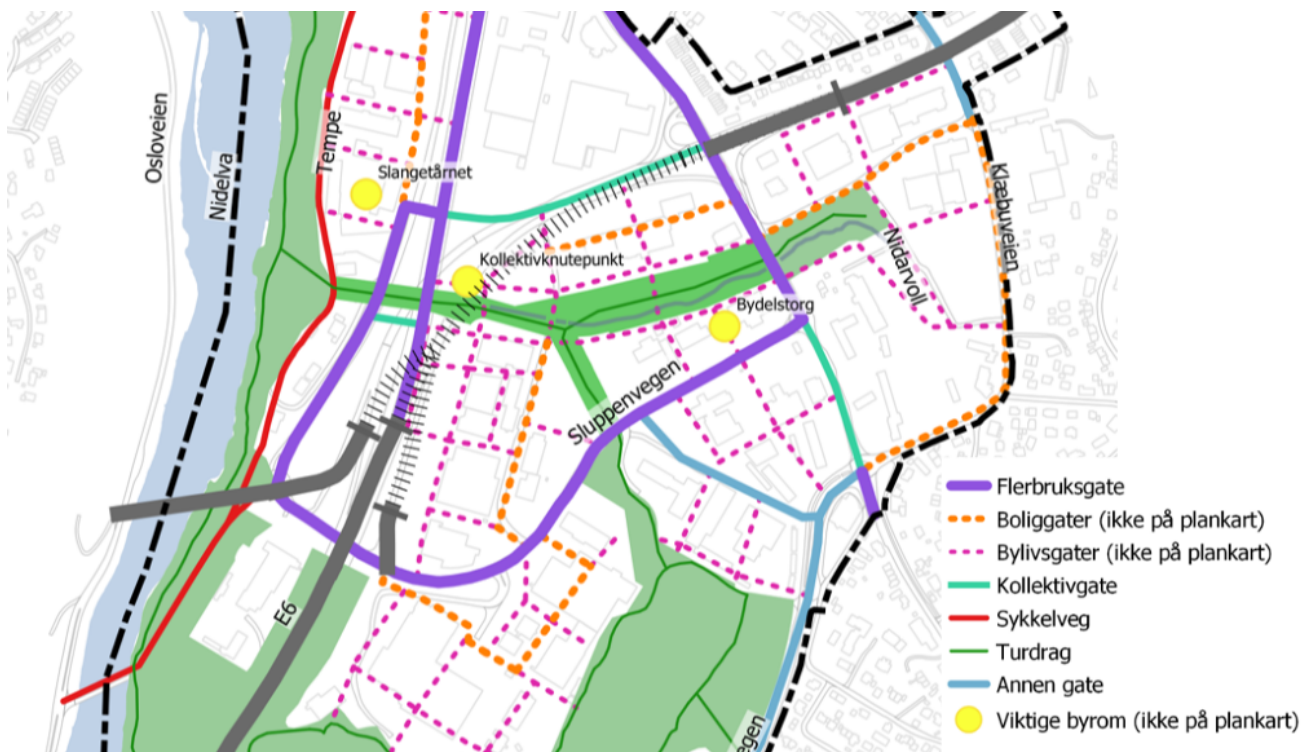 Osloveien
Nidelva
Tempe
Slangetårnet
Kollektivknutepunkt
Bydelstorg
Nidarvoll
Klæbuveien
Sluppenvegen
E6
egen
Flerbruksgate
Boliggater (ikke på plankart)
Bylivsgater (ikke på plankart)
Kollektivgate
Sykkelveg
Turdrag
Annen gate
Viktige byrom (ikke på plankart)